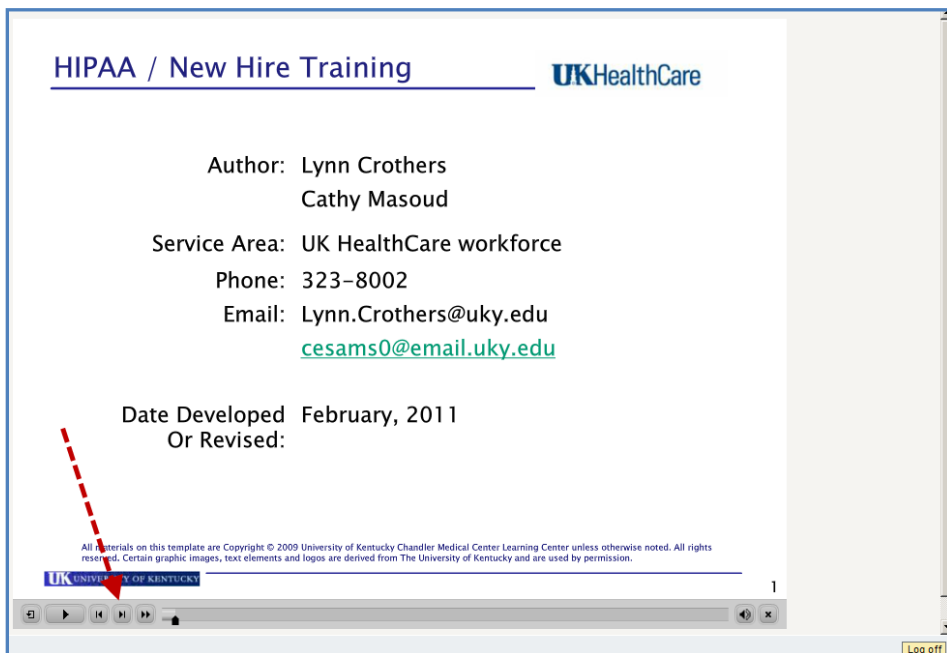 HIPAA / New Hire Training
UKHealthCare
Author: Lynn Crothers
Cathy Masoud
Service Area: UK HealthCare workforce
Phone: 323-8002
Email: Lynn.Crothers@uky.edu
cesams0@email.uky.edu
Date Developed February, 2011
Or Revised:
All materials on this template are Copyright © 2009 University of Kentucky Chandler Medical Center Learning Center unless otherwise noted. All rights
reserved. Certain graphic images, text elements and logos are derived from The University of Kentucky and are used by permission.
UK UNIVERSITY OF KENTUCKY
1
Log off